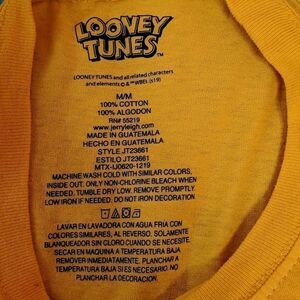 LOONEY
TUNES
LOONEY TUNES and all related characters
and elements © & ™ WBEI. (s19)
M/M
100% COTTON
100% ALGODON
RN# 55219
www.jerryleigh.com
MADE IN GUATEMALA
HECHO EN GUATEMALA
STYLE JT23661
ESTILO JT23661
MTX-U0620-1219
MACHINE WASH COLD WITH SIMILAR COLORS,
INSIDE OUT. ONLY NON-CHLORINE BLEACH WHEN
NEEDED. TUMBLE DRY LOW. REMOVE PROMPTLY.
LOW IRON IF NEEDED. DO NOT IRON DECORATION.
LAVAR EN LAVADORA CON AGUA FRIA CON
COLORES SIMILARES, AL REVERSO. SOLAMENTE
BLANQUEADOR SIN CLORO CUANDO SE NECESITE.
SECAR EN MAQUINA A TEMPERATURA BAJA.
REMOVER INMEDIATAMENTE. PLANCHAR A
TEMPERATURA BAJA SI ES NECESARIO. NO
PLANCHAR LA DECORACION.